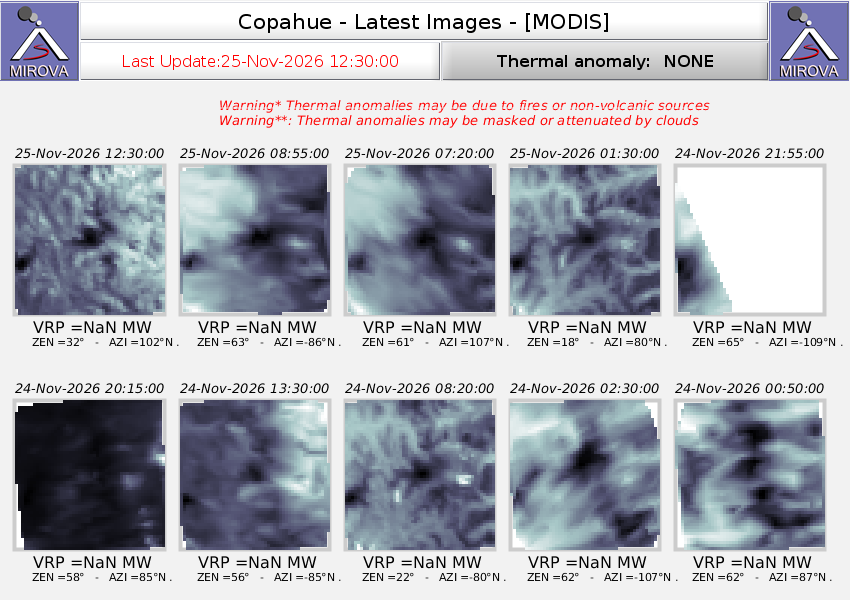 Copahue - Latest Images - [MODIS]
MIROVA
Last Update:25-Nov-2026 12:30:00
Thermal anomaly: NONE
MIROVA
Warning* Thermal anomalies may be due to fires or non-volcanic sources
Warning**: Thermal anomalies may be masked or attenuated by clouds
25-Nov-2026 12:30:00 25-Nov-2026 08:55:00 25-Nov-2026 07:20:00 25-Nov-2026 01:30:00 24-Nov-2026 21:55:00
VRP =NaN MW VRP =NaN MW VRP =NaN MW VRP =NaN MW VRP =NaN MW
ZEN =32° - AZI =102°N . ZEN =63° - AZI =-86°N . ZEN =61° - AZI =107°N . ZEN =18° - AZI =80°N . ZEN =65° - AZI =-109°N .
24-Nov-2026 20:15:00 24-Nov-2026 13:30:00 24-Nov-2026 08:20:00 24-Nov-2026 02:30:00 24-Nov-2026 00:50:00
VRP =NaN MW VRP =NaN MW VRP =NaN MW VRP =NaN MW VRP =NaN MW
ZEN =58° - AZI =85°N . ZEN =56° - AZI =-85°N . ZEN =22° - AZI =-80°N . ZEN =62° - AZI =-107°N . ZEN =62° - AZI =87°N .